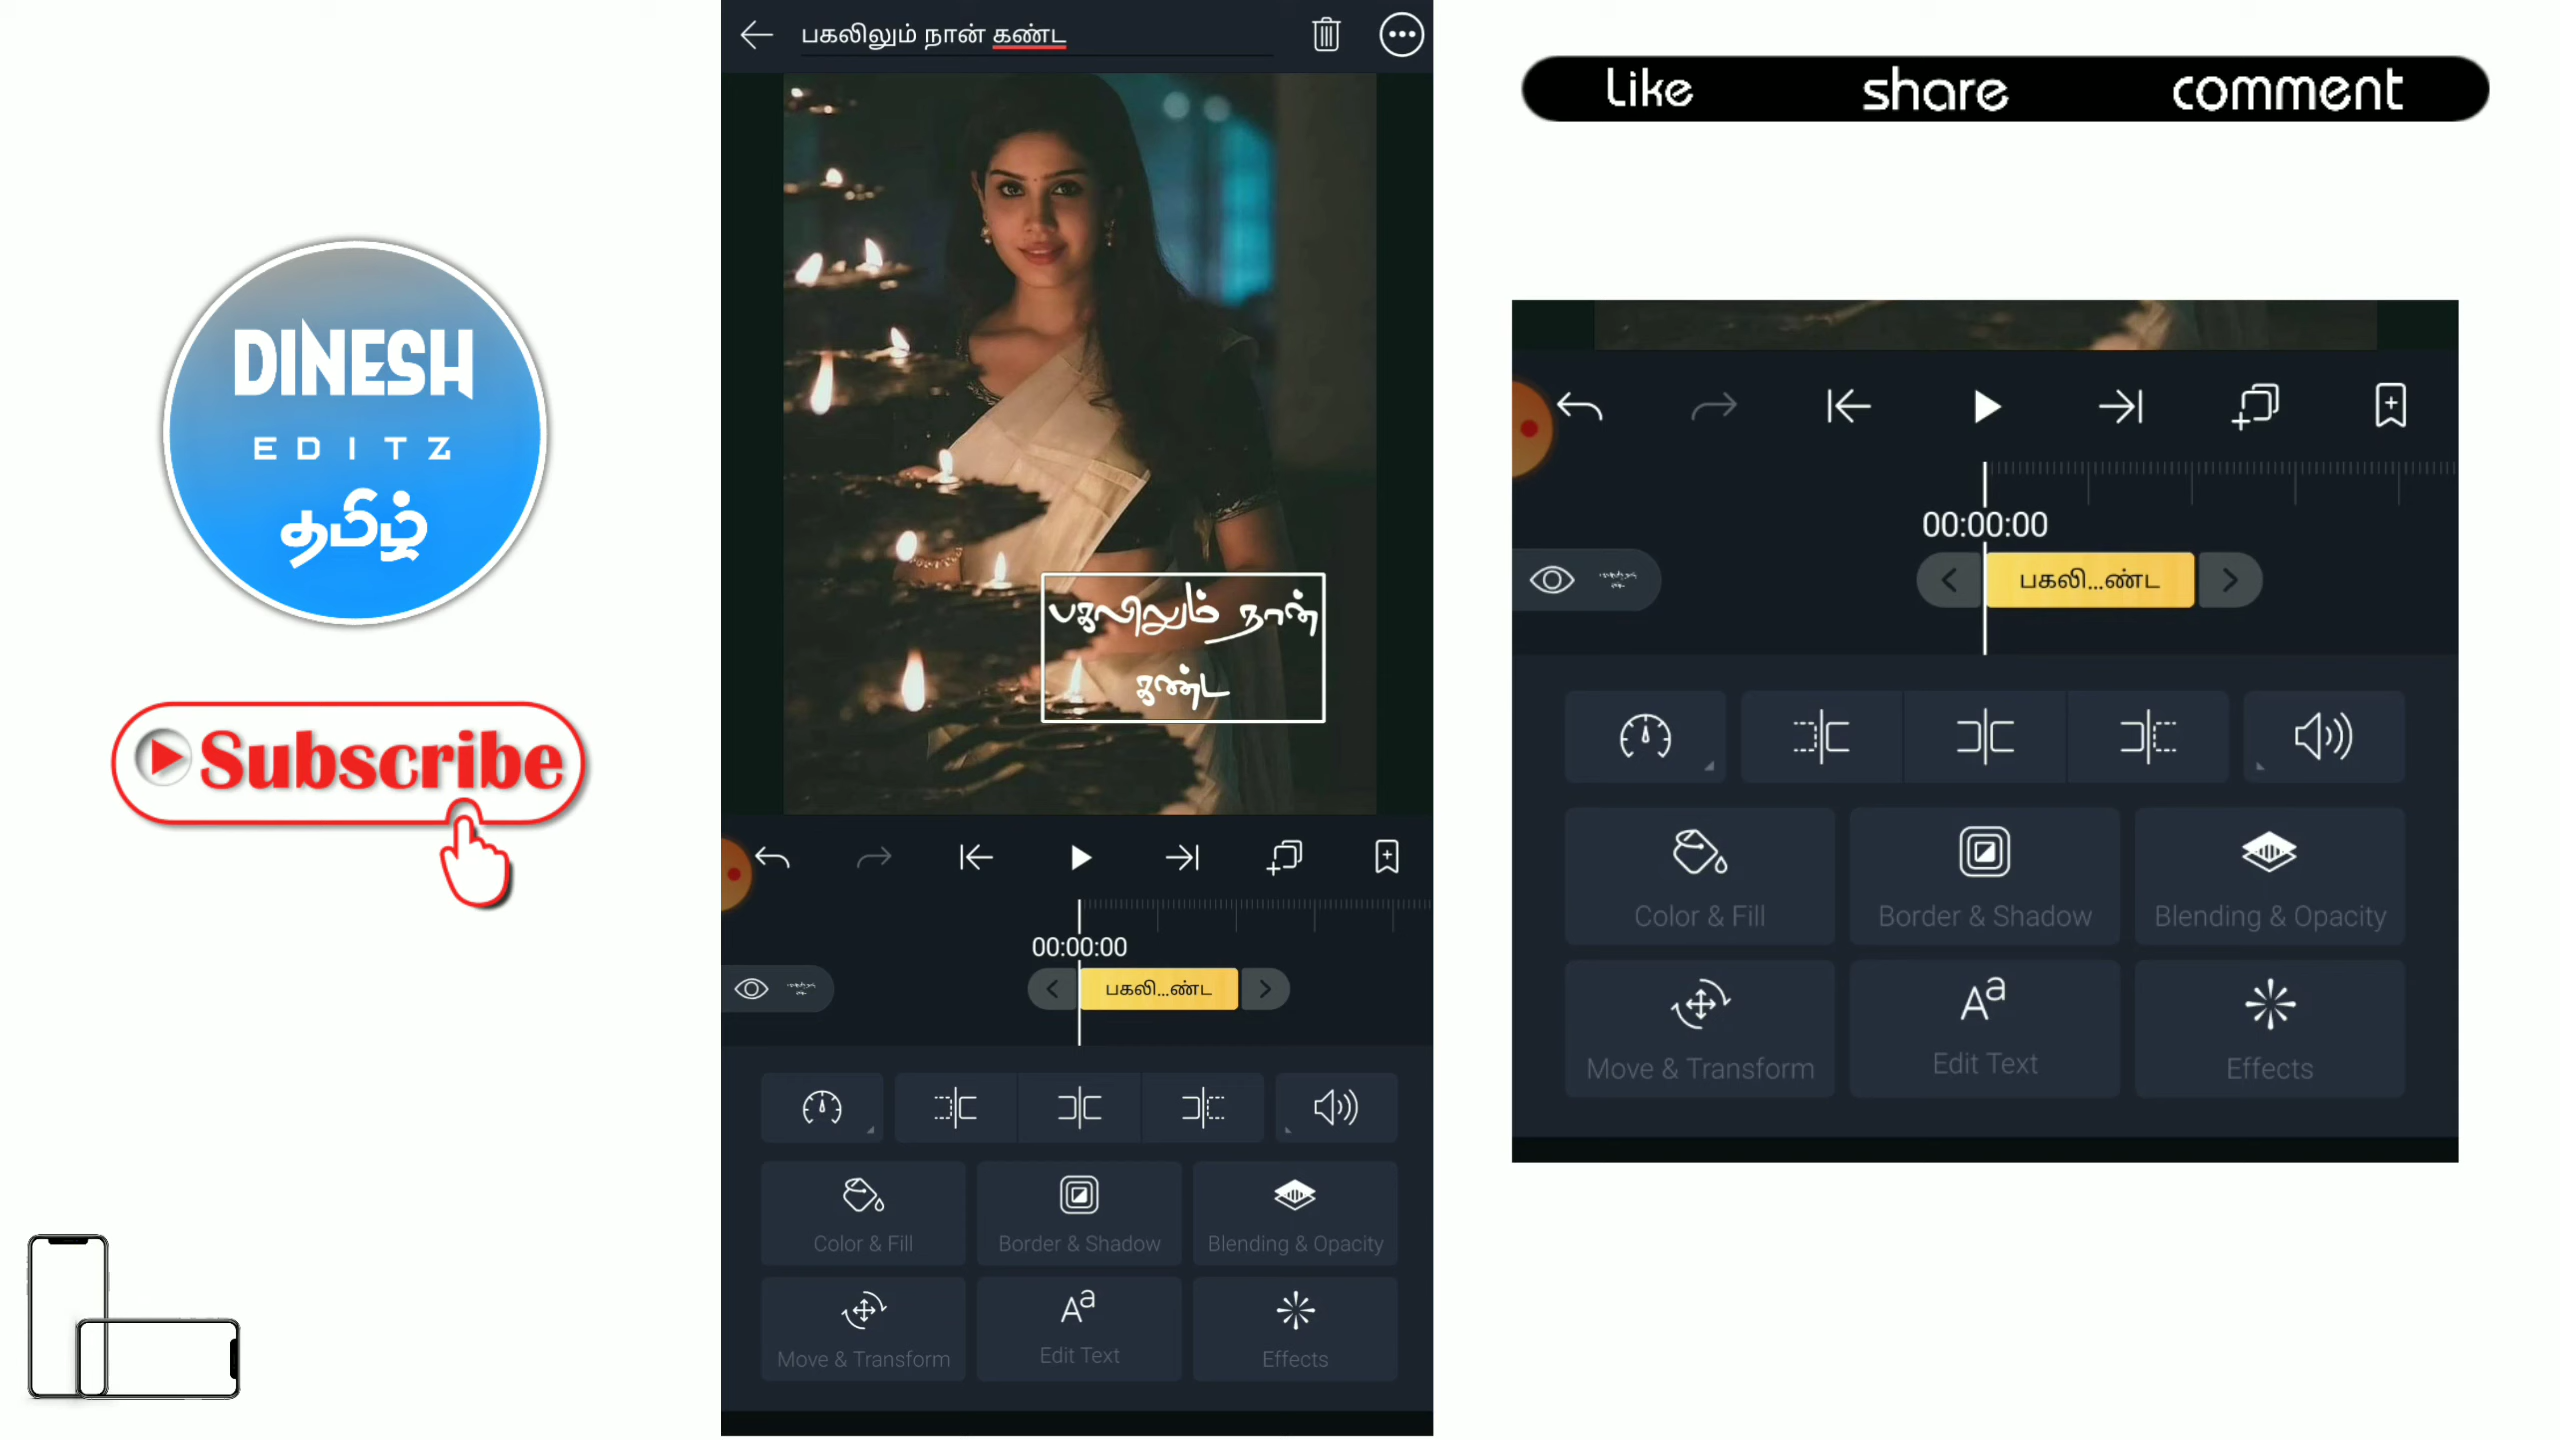 பகலிலும் நான் கண்ட
Like share comment
DINESH
EDITZ
தமிழ்
Subscribe
பகலிலும் நான்
கண்ட
00:00:00
பகலி...ண்ட
Color & Fill
Border & Shadow
Blending & Opacity
Move & Transform
Edit Text
Effects
00:00:00
பகலி...ண்ட
Color & Fill
Border & Shadow
Blending & Opacity
Move & Transform
Edit Text
Effects